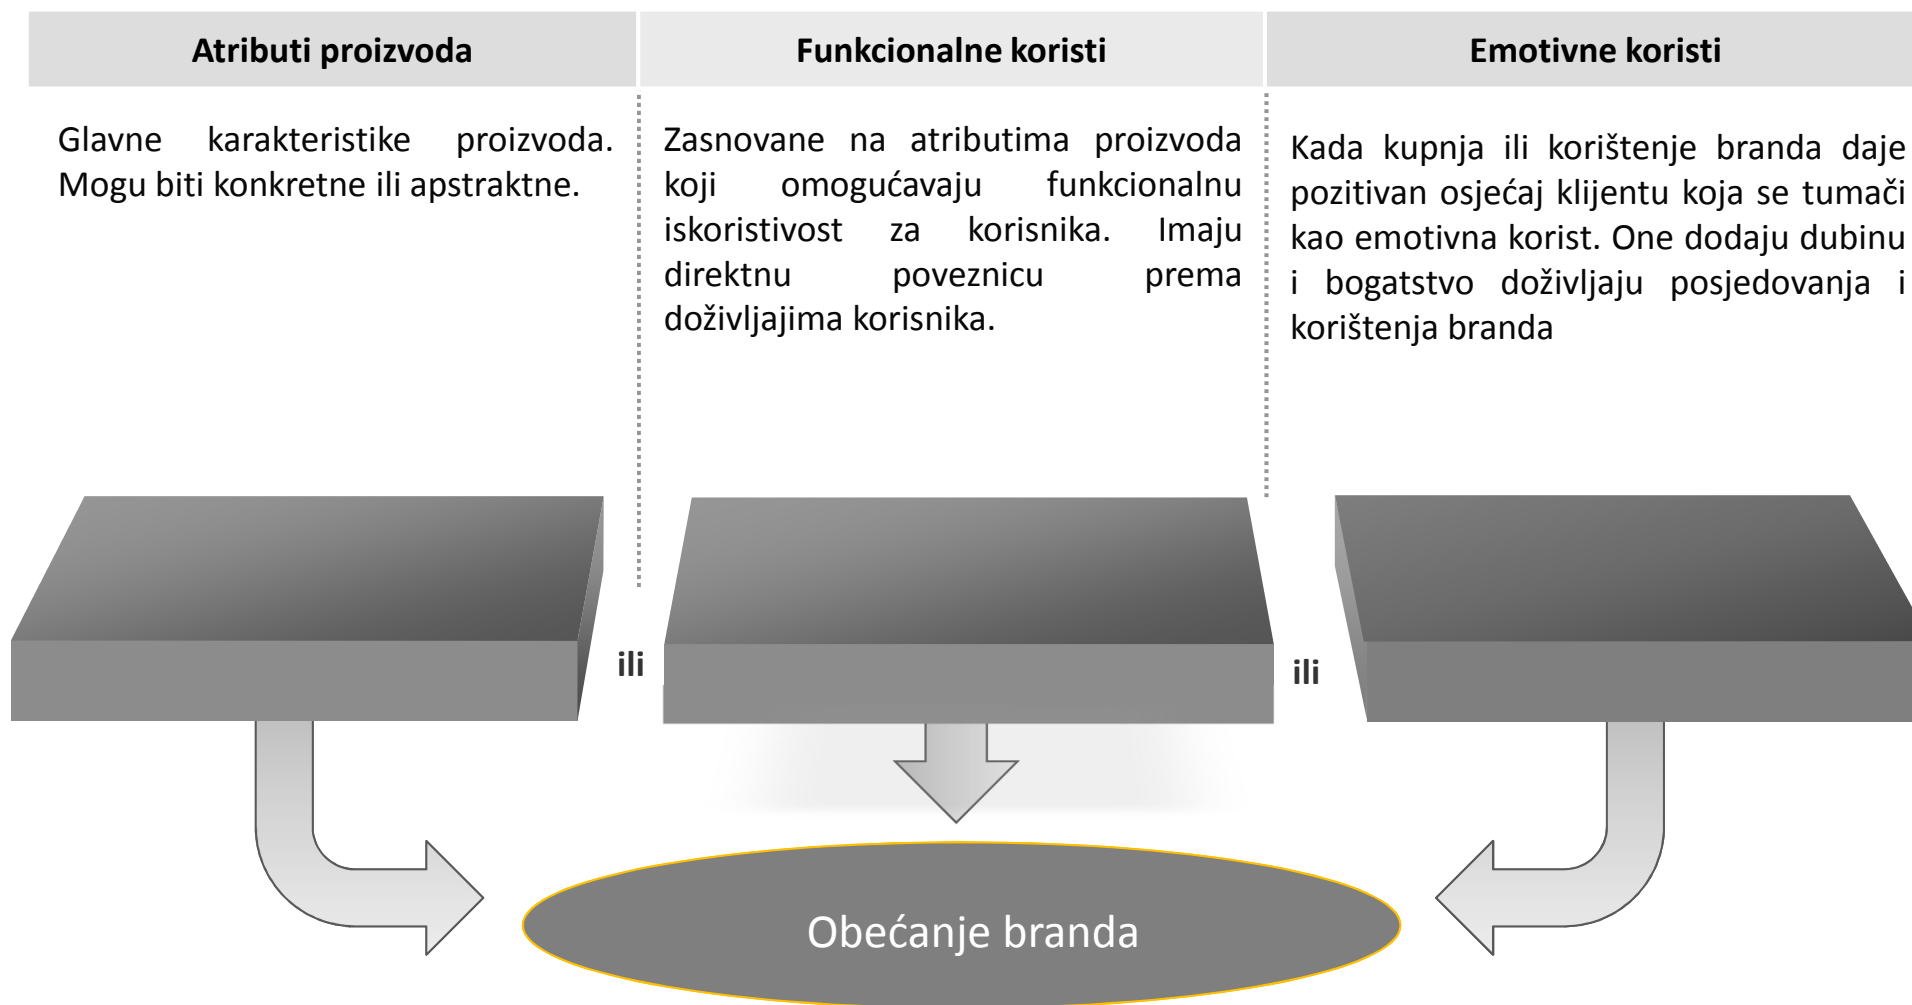 Atributi proizvoda
Funkcionalne koristi
Emotivne koristi
Glavne karakteristike proizvoda.
Mogu biti konkretne ili apstraktne.
Zasnovane na atributima proizvoda
koji omogućavaju funkcionalnu
iskoristivost za korisnika. Imaju
direktnu poveznicu prema
doživljajima korisnika.
Kada kupnja ili korištenje branda daje
pozitivan osjećaj klijentu koja se tumači
kao emotivna korist. One dodaju dubinu
i bogatstvo doživljaju posjedovanja i
korištenja branda
ili
ili
Obećanje branda